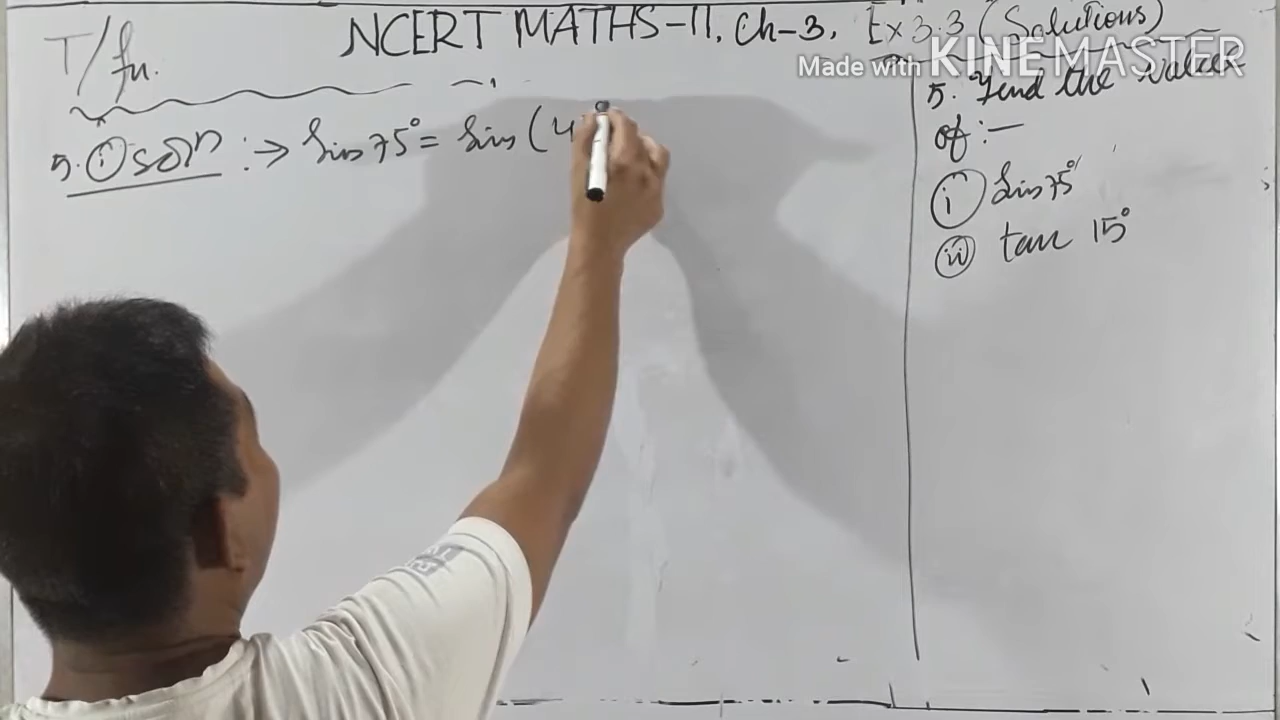 NCERT MATHS-11, Ch-3, Ex 3.3 (Solutions)
Made with KINEMASTER
T/fn.
5. (i) Soln :→ Sin 75° = Sin (4
5. Find the value
of :-
(i) Sin 75°
(ii) tan 15°